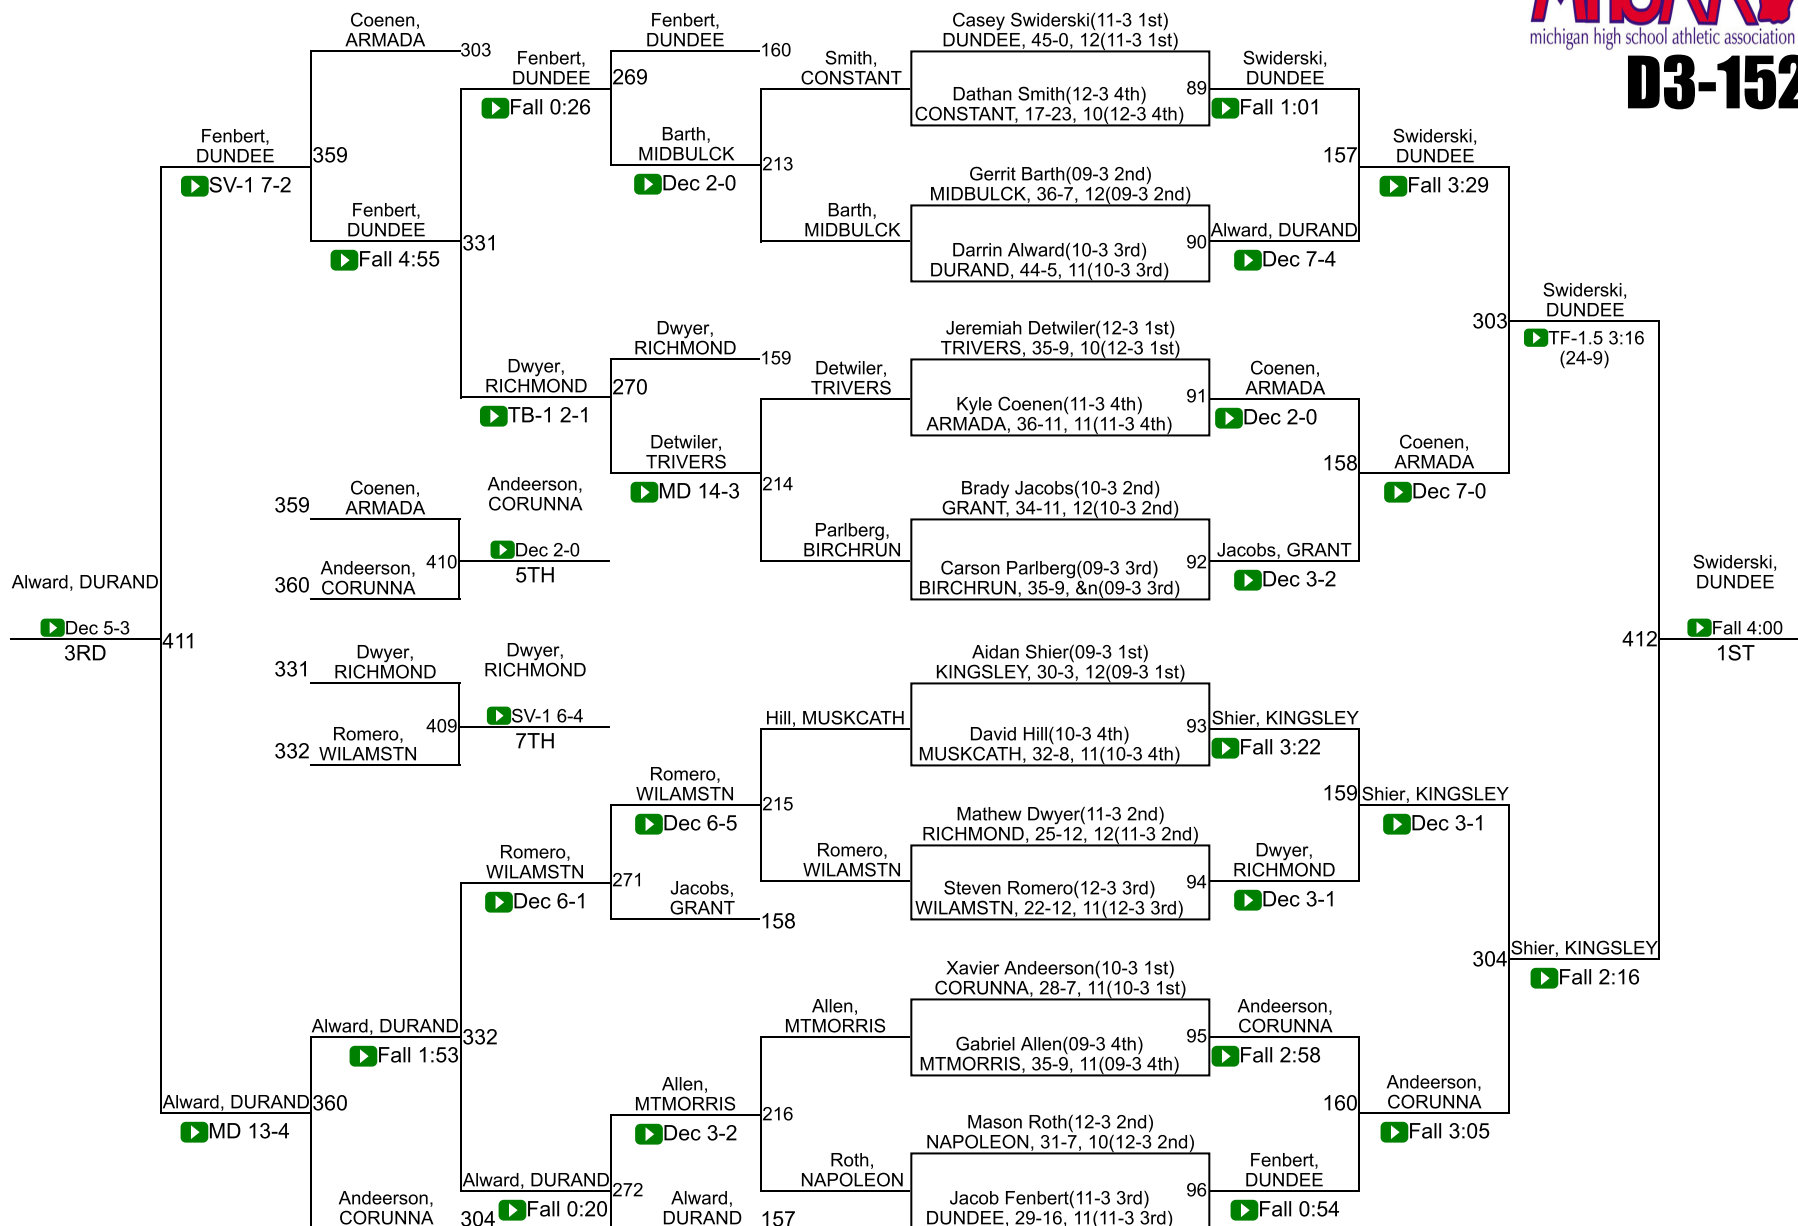 MHSAA
michigan high school athletic association
D3-152
Coenen,
ARMADA
303
Fenbert,
DUNDEE
Fall 0:26
269
Fenbert,
DUNDEE
160
Smith,
CONSTANT
Casey Swiderski(11-3 1st)
DUNDEE, 45-0, 12(11-3 1st)
Dathan Smith(12-3 4th)
CONSTANT, 17-23, 10(12-3 4th)
89
Swiderski,
DUNDEE
Fall 1:01
Fenbert,
DUNDEE
SV-1 7-2
359
Barth,
MIDBULCK
Dec 2-0
213
157
Swiderski,
DUNDEE
Fall 3:29
Gerrit Barth(09-3 2nd)
MIDBULCK, 36-7, 12(09-3 2nd)
Fenbert,
DUNDEE
Fall 4:55
331
Barth,
MIDBULCK
Darrin Alward(10-3 3rd)
DURAND, 44-5, 11(10-3 3rd)
90
Alward, DURAND
Dec 7-4
303
Swiderski,
DUNDEE
TF-1.5 3:16
(24-9)
Dwyer,
RICHMOND
159
Jeremiah Detwiler(12-3 1st)
TRIVERS, 35-9, 10(12-3 1st)
Dwyer,
RICHMOND
TB-1 2-1
270
Detwiler,
TRIVERS
Kyle Coenen(11-3 4th)
ARMADA, 36-11, 11(11-3 4th)
91
Coenen,
ARMADA
Dec 2-0
Detwiler,
TRIVERS
MD 14-3
214
158
Coenen,
ARMADA
Dec 7-0
359
Coenen,
ARMADA
Andeerson,
CORUNNA
Brady Jacobs(10-3 2nd)
GRANT, 34-11, 12(10-3 2nd)
Parlberg,
BIRCHRUN
Carson Parlberg(09-3 3rd)
BIRCHRUN, 35-9, &n(09-3 3rd)
92
Jacobs, GRANT
Dec 3-2
360
Andeerson,
CORUNNA
410
Dec 2-0
5TH
Alward, DURAND
Dec 5-3
3RD
411
Swiderski,
DUNDEE
412
Fall 4:00
1ST
331
Dwyer,
RICHMOND
Dwyer,
RICHMOND
332
Romero,
WILAMSTN
409
SV-1 6-4
7TH
Aidan Shier(09-3 1st)
KINGSLEY, 30-3, 12(09-3 1st)
Hill, MUSKCATH
David Hill(10-3 4th)
MUSKCATH, 32-8, 11(10-3 4th)
93
Shier, KINGSLEY
Fall 3:22
Romero,
WILAMSTN
Dec 6-5
215
159
Shier, KINGSLEY
Dec 3-1
Mathew Dwyer(11-3 2nd)
RICHMOND, 25-12, 12(11-3 2nd)
Romero,
WILAMSTN
Dec 6-1
271
Romero,
WILAMSTN
Steven Romero(12-3 3rd)
WILAMSTN, 22-12, 11(12-3 3rd)
94
Dwyer,
RICHMOND
Dec 3-1
Jacobs,
GRANT
158
304
Shier, KINGSLEY
Fall 2:16
Xavier Andeerson(10-3 1st)
CORUNNA, 28-7, 11(10-3 1st)
Alward, DURAND
Fall 1:53
332
Allen,
MTMORRIS
Gabriel Allen(09-3 4th)
MTMORRIS, 35-9, 11(09-3 4th)
95
Andeerson,
CORUNNA
Fall 2:58
Alward, DURAND
MD 13-4
360
Allen,
MTMORRIS
Dec 3-2
216
160
Andeerson,
CORUNNA
Fall 3:05
Mason Roth(12-3 2nd)
NAPOLEON, 31-7, 10(12-3 2nd)
Andeerson,
CORUNNA
304
Alward, DURAND
Fall 0:20
272
Alward,
DURAND
157
Roth,
NAPOLEON
Jacob Fenbert(11-3 3rd)
DUNDEE, 29-16, 11(11-3 3rd)
96
Fenbert,
DUNDEE
Fall 0:54